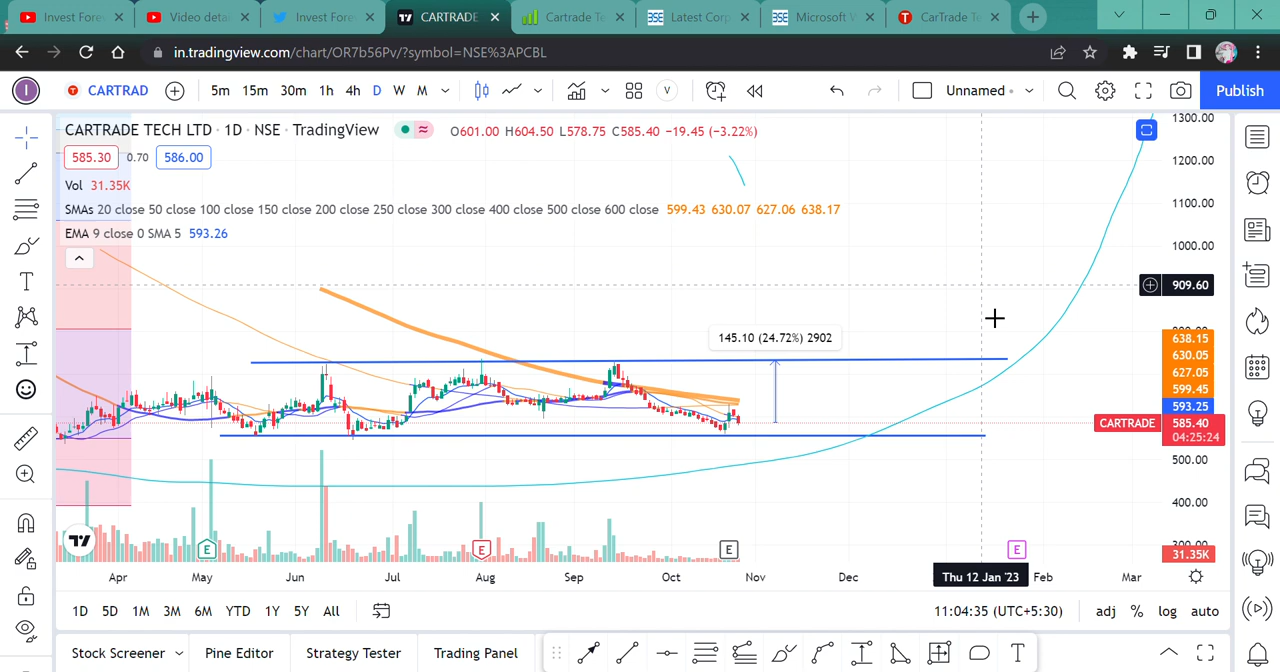 Invest Fore
Video deta
Invest Fore
CARTRADE
Cartrade Te
Latest Corp
Microsoft V
CarTrade Te
in.tradingview.com/chart/OR7b56Pv/?symbol=NSE%3APCBL
I
CARTRAD
5m 15m 30m 1h 4h D W M
V
Unnamed
Publish
CARTRADE TECH LTD · 1D · NSE · TradingView
O601.00 H604.50 L578.75 C585.40 −19.45 (−3.22%)
585.30 0.70 586.00
Vol 31.35K
SMAs 20 close 50 close 100 close 150 close 200 close 250 close 300 close 400 close 500 close 600 close 599.43 630.07 627.06 638.17
EMA 9 close 0 SMA 5 593.26
1300.00
1200.00
1100.00
1000.00
909.60
145.10 (24.72%) 2902
638.15
630.05
627.05
599.45
593.25
CARTRADE 585.40
04:25:24
500.00
400.00
31.35K
E E E E
Apr May Jun Jul Aug Sep Oct Nov Dec Thu 12 Jan '23 Feb Mar
1D 5D 1M 3M 6M YTD 1Y 5Y All
11:04:35 (UTC+5:30) adj % log auto
Stock Screener Pine Editor Strategy Tester Trading Panel